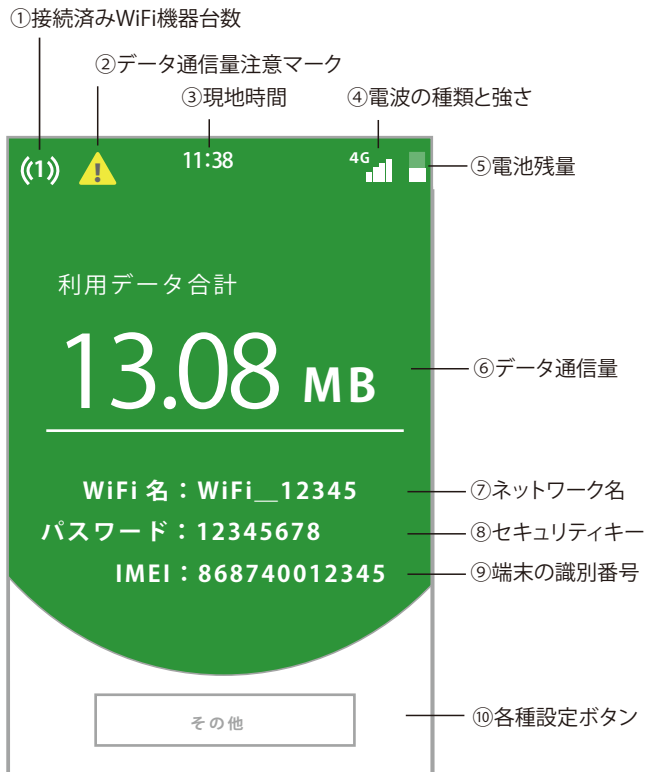 ①接続済みWiFi機器台数
②データ通信量注意マーク
③現地時間
④電波の種類と強さ
((1))
11:38
4G
⑤電池残量
利用データ合計
13.08 MB
⑥データ通信量
WiFi 名：WiFi__12345
⑦ネットワーク名
パスワード：12345678
⑧セキュリティキー
IMEI：868740012345
⑨端末の識別番号
その他
⑩各種設定ボタン